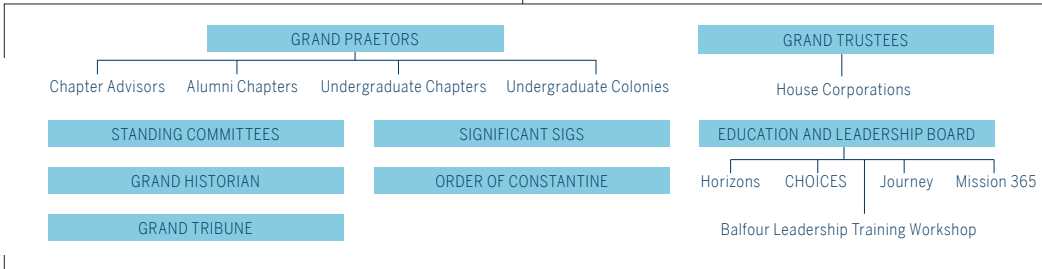 GRAND PRAETORS
GRAND TRUSTEES
Chapter Advisors
Alumni Chapters
Undergraduate Chapters
Undergraduate Colonies
House Corporations
STANDING COMMITTEES
SIGNIFICANT SIGS
EDUCATION AND LEADERSHIP BOARD
GRAND HISTORIAN
ORDER OF CONSTANTINE
Horizons
CHOICES
Journey
Mission 365
GRAND TRIBUNE
Balfour Leadership Training Workshop